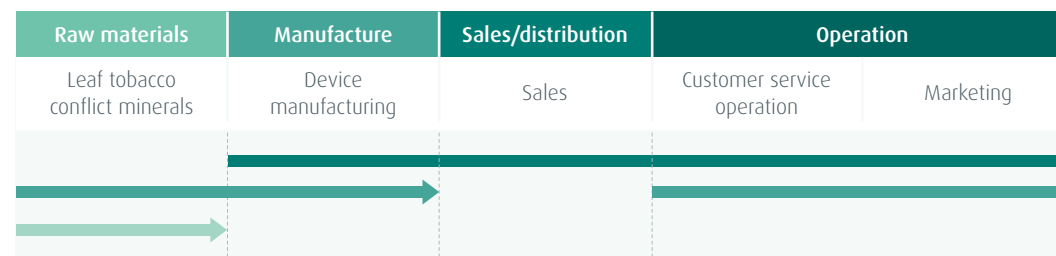 Raw materials
Manufacture
Sales/distribution
Operation
Leaf tobacco
conflict minerals
Device
manufacturing
Sales
Customer service
operation
Marketing